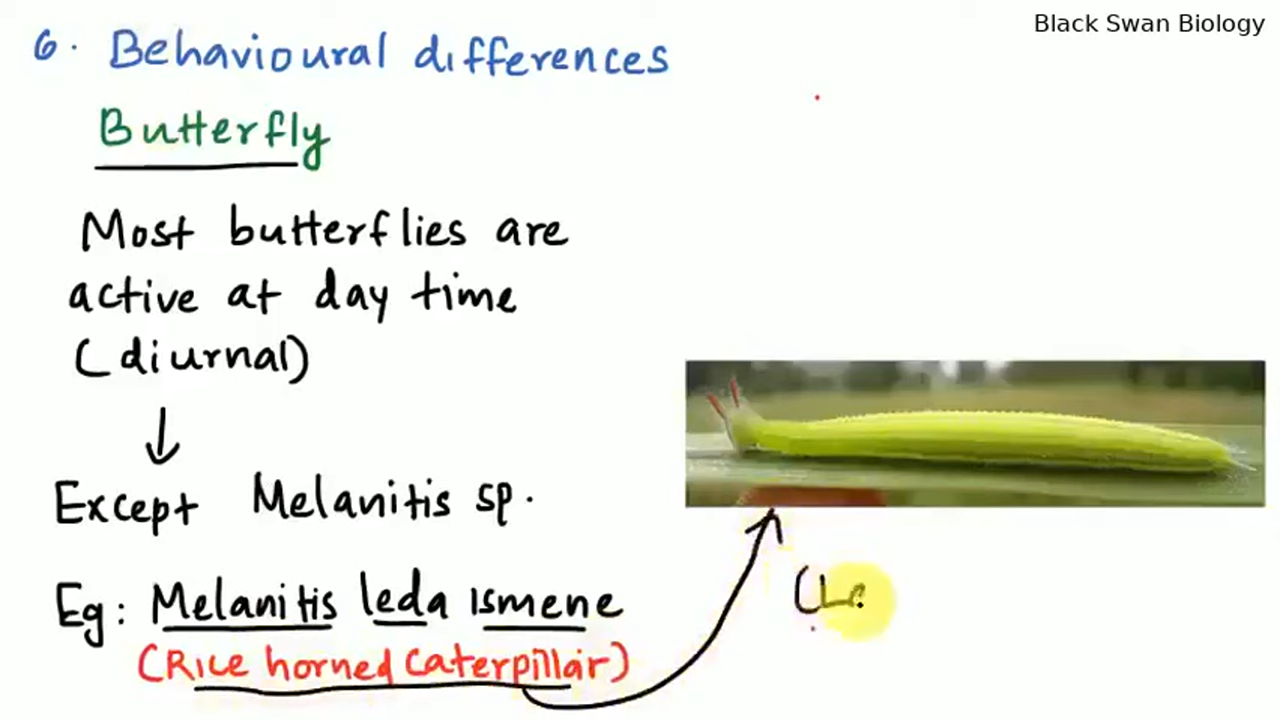 Black Swan Biology
6. Behavioural differences
Butterfly
Most butterflies are
active at day time
(diurnal)
Except Melanitis sp.
Eg: Melanitis leda ismene
(Rice horned caterpillar)